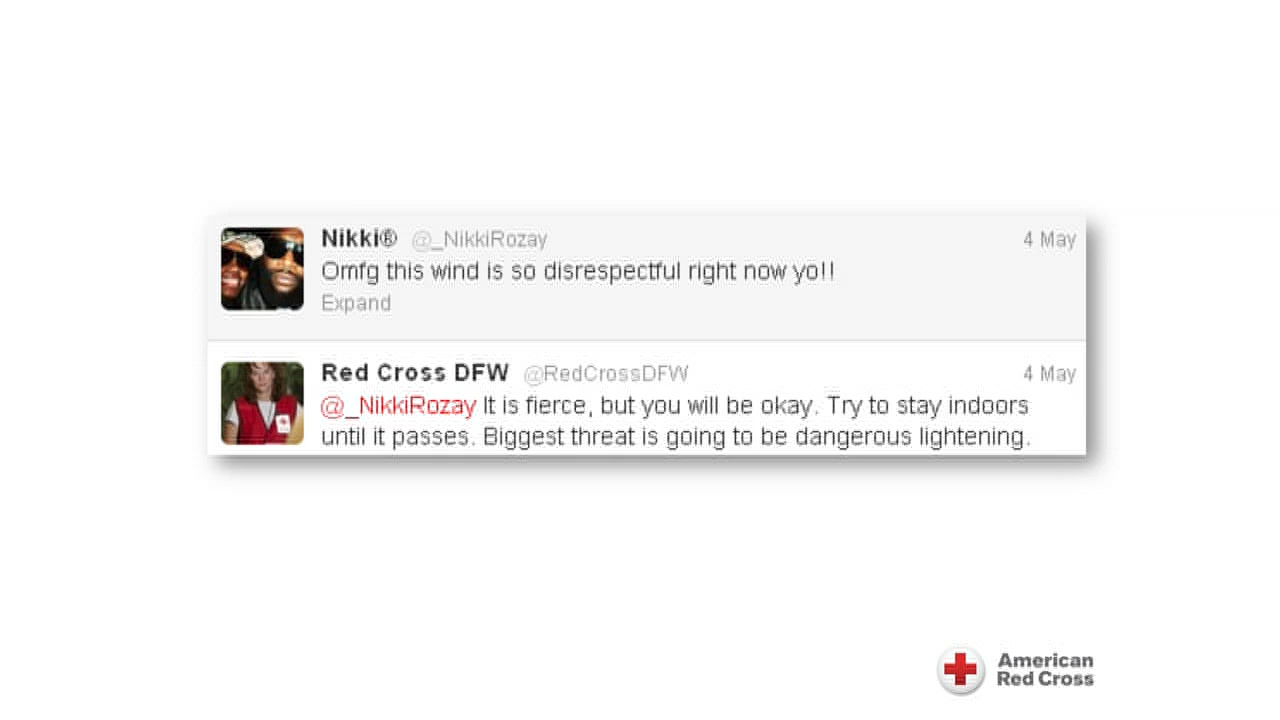 Nikki® @_NikkiRozay 4 May
Omfg this wind is so disrespectful right now yo!!
Expand
Red Cross DFW @RedCrossDFW 4 May
@_NikkiRozay It is fierce, but you will be okay. Try to stay indoors
until it passes. Biggest threat is going to be dangerous lightening.
American
Red Cross